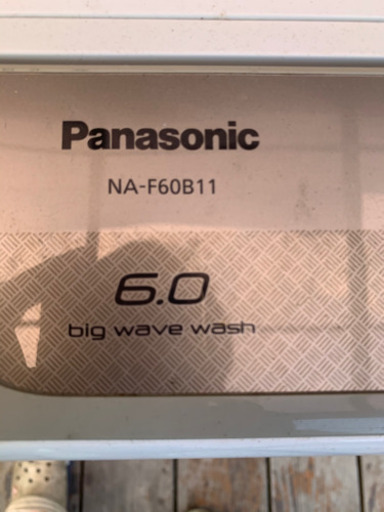 Panasonic
NA-F60B11
6.0
big wave wash